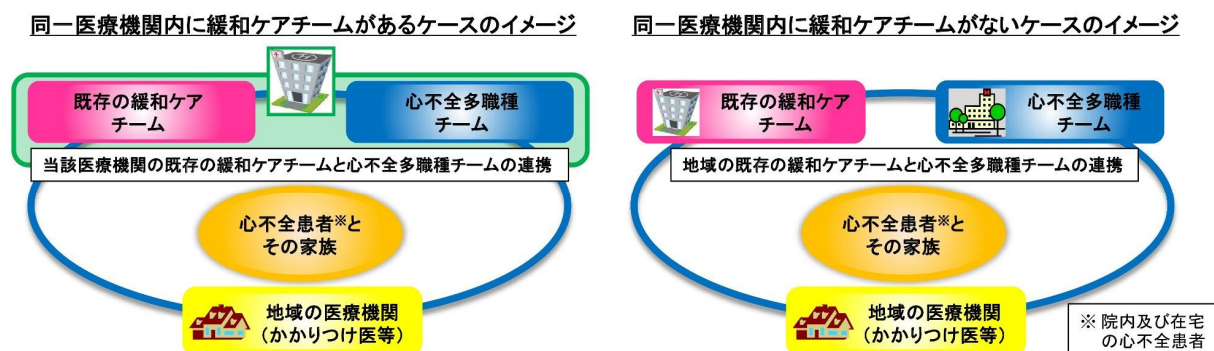 同一医療機関内に緩和ケアチームがあるケースのイメージ
既存の緩和ケア
チーム
心不全多職種
チーム
当該医療機関の既存の緩和ケアチームと心不全多職種チームの連携
心不全患者※と
その家族
地域の医療機関
(かかりつけ医等)
同一医療機関内に緩和ケアチームがないケースのイメージ
既存の緩和ケア
チーム
心不全多職種
チーム
地域の既存の緩和ケアチームと心不全多職種チームの連携
心不全患者※と
その家族
地域の医療機関
(かかりつけ医等)
※ 院内及び在宅
の心不全患者